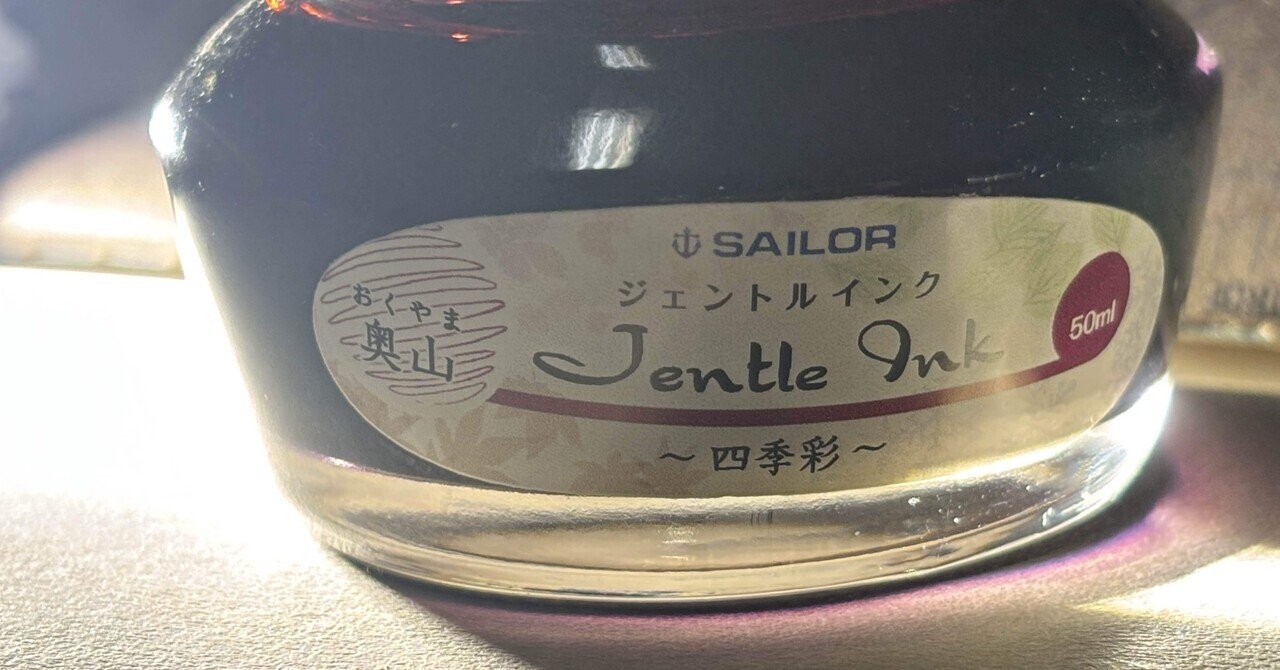 SAILOR
ジェントルインク
Jentle Ink
~四季彩~
おくやま
奥山
50ml